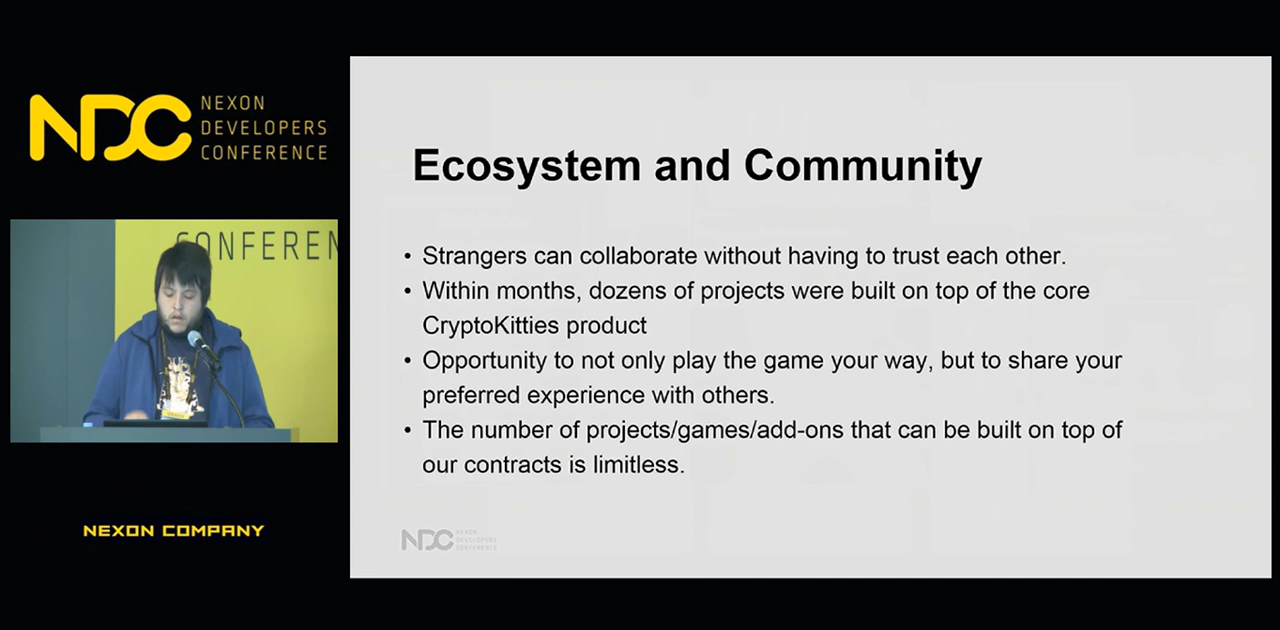 NDC NEXON
DEVELOPERS
CONFERENCE
CONFEREN
NEXON COMPANY
Ecosystem and Community
• Strangers can collaborate without having to trust each other.
• Within months, dozens of projects were built on top of the core
CryptoKitties product
• Opportunity to not only play the game your way, but to share your
preferred experience with others.
• The number of projects/games/add-ons that can be built on top of
our contracts is limitless.
NDC NEXON
DEVELOPERS
CONFERENCE